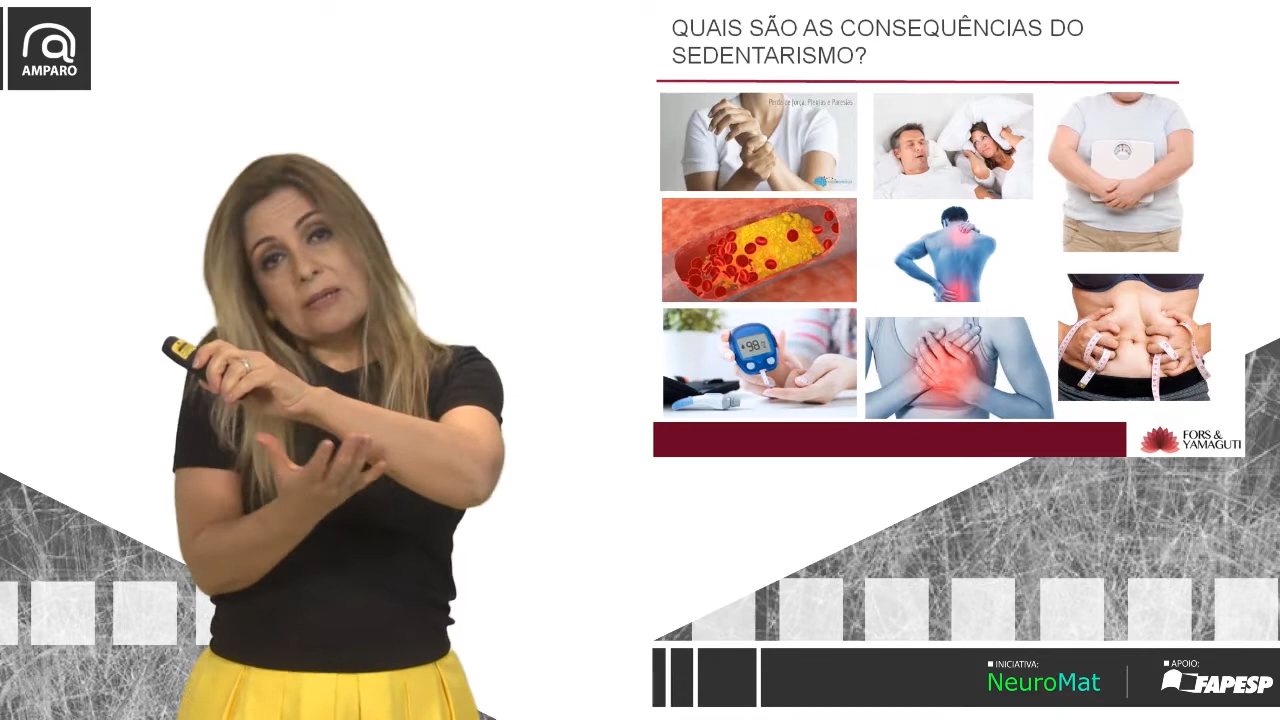 AMPARO
QUAIS SÃO AS CONSEQUÊNCIAS DO
SEDENTARISMO?
Perda de força, Plegias e Paresias
98
FORS &
YAMAGUTI
INICIATIVA:
NeuroMat
APOIO:
FAPESP